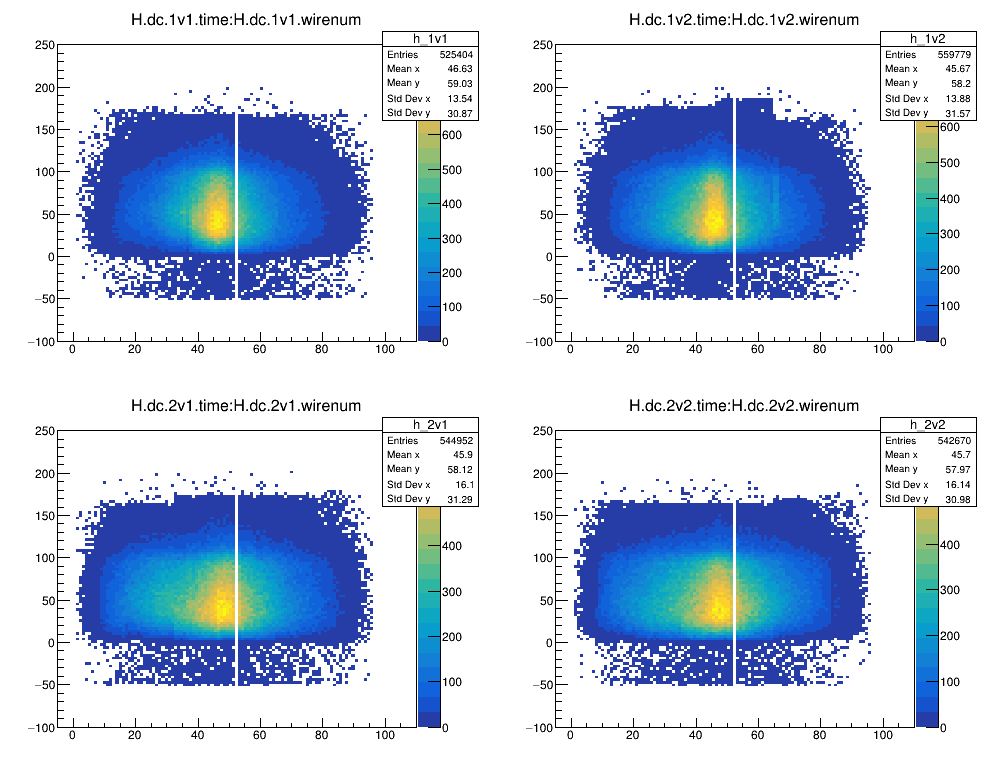 H.dc.1v1.time:H.dc.1v1.wirenum
h_1v1
Entries 525404
Mean x 46.63
Mean y 59.03
Std Dev x 13.54
Std Dev y 30.87
250
200
150
100
50
0
−50
−100
0 20 40 60 80 100
600
500
400
300
200
100
0
H.dc.1v2.time:H.dc.1v2.wirenum
h_1v2
Entries 559779
Mean x 45.67
Mean y 58.2
Std Dev x 13.88
Std Dev y 31.57
250
200
150
100
50
0
−50
−100
0 20 40 60 80 100
600
500
400
300
200
100
0
H.dc.2v1.time:H.dc.2v1.wirenum
h_2v1
Entries 544952
Mean x 45.9
Mean y 58.12
Std Dev x 16.1
Std Dev y 31.29
250
200
150
100
50
0
−50
−100
0 20 40 60 80 100
400
300
200
100
0
H.dc.2v2.time:H.dc.2v2.wirenum
h_2v2
Entries 542670
Mean x 45.7
Mean y 57.97
Std Dev x 16.14
Std Dev y 30.98
250
200
150
100
50
0
−50
−100
0 20 40 60 80 100
400
300
200
100
0